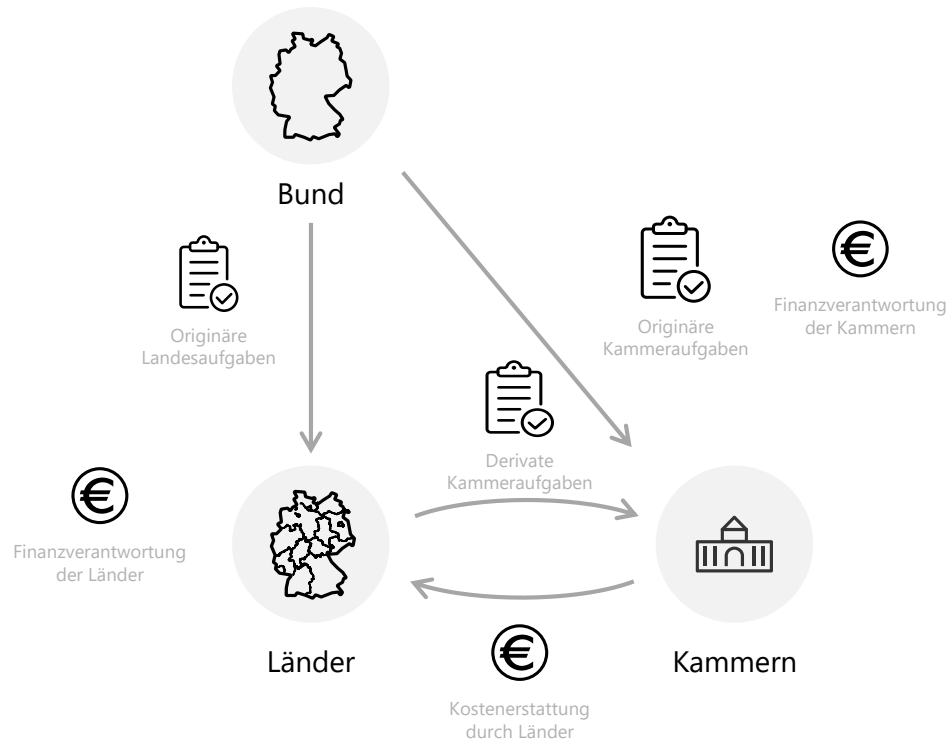 Bund
Originäre
Landesaufgaben
Originäre
Kammeraufgaben
Finanzverantwortung
der Kammern
Derivate
Kammeraufgaben
Finanzverantwortung
der Länder
Länder
Kammern
Kostenerstattung
durch Länder